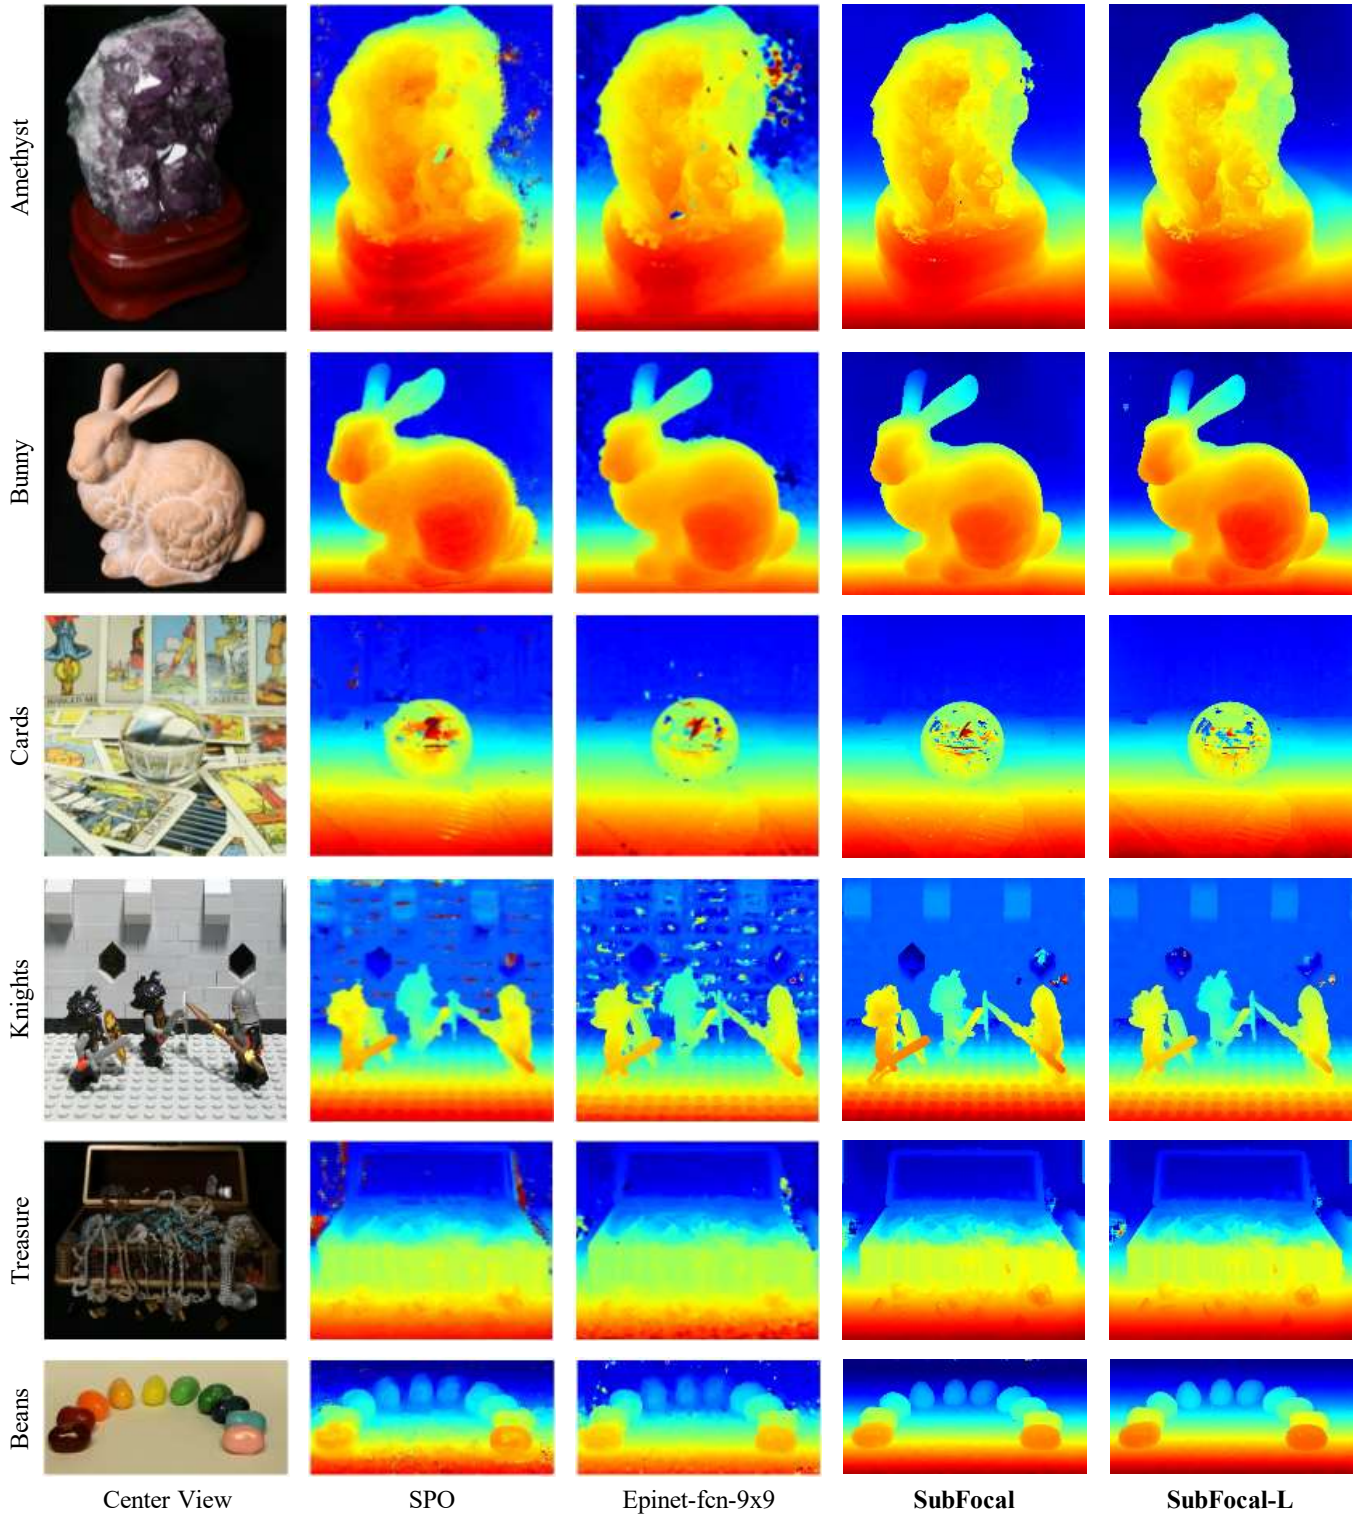 Amethyst
Bunny
Cards
Knights
Treasure
Beans
Center View
SPO
Epinet-fcn-9x9
SubFocal
SubFocal-L